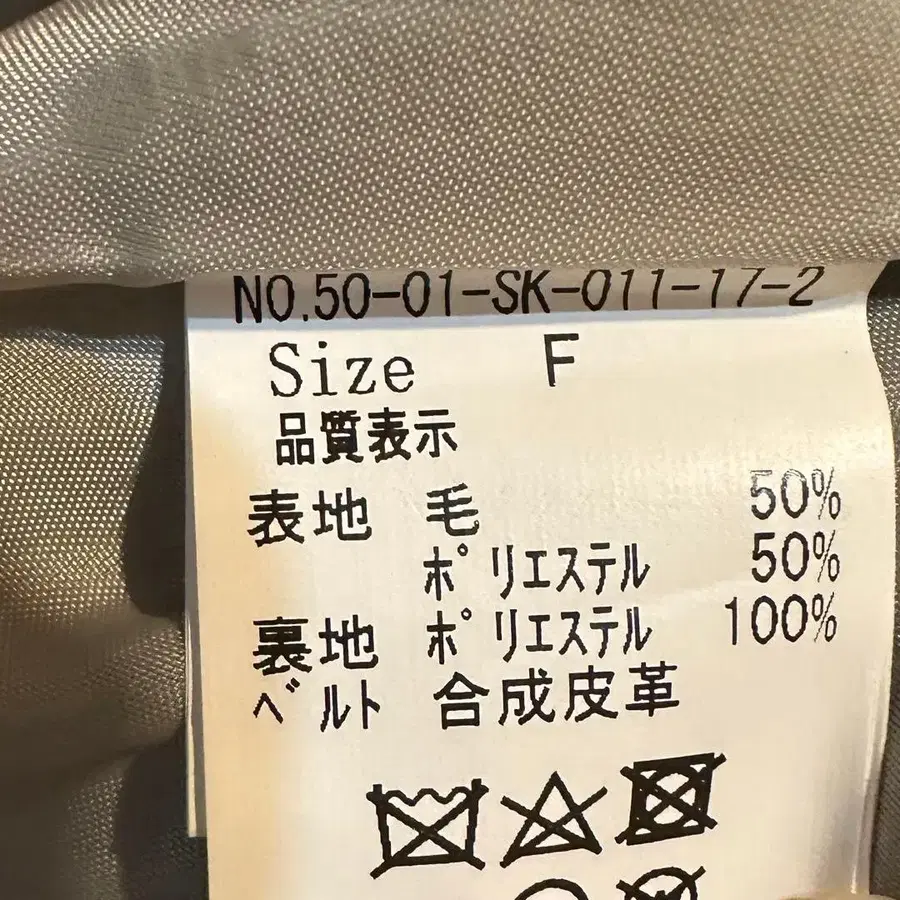 NO.50-01-SK-011-17-2
Size F
品質表示
表地 毛 50%
ポリエステル 50%
裏地 ポリエステル 100%
ベルト 合成皮革